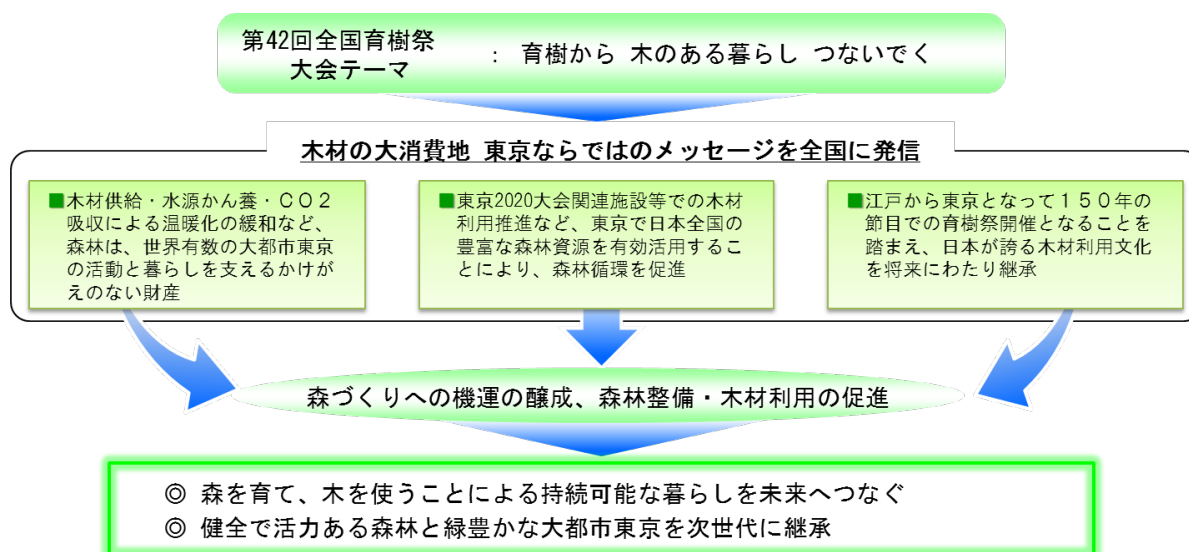 第42回全国育樹祭
大会テーマ
： 育樹から 木のある暮らし つないでく
木材の大消費地 東京ならではのメッセージを全国に発信
■木材供給・水源かん養・ＣＯ２
吸収による温暖化の緩和など、
森林は、世界有数の大都市東京
の活動と暮らしを支えるかけが
えのない財産
■東京2020大会関連施設等での木材
利用推進など、東京で日本全国の
豊富な森林資源を有効活用するこ
とにより、森林循環を促進
■江戸から東京となって１５０年の
節目での育樹祭開催となることを
踏まえ、日本が誇る木材利用文化
を将来にわたり継承
森づくりへの機運の醸成、森林整備・木材利用の促進
◎ 森を育て、木を使うことによる持続可能な暮らしを未来へつなぐ
◎ 健全で活力ある森林と緑豊かな大都市東京を次世代に継承